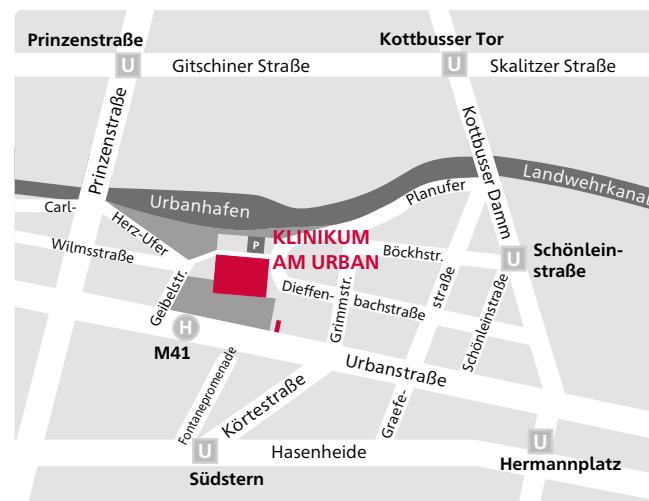 Prinzenstraße
Kottbusser Tor
U
U
Gitschiner Straße
Skalitzer Straße
Prinzenstraße
Kottbusser Damm
Landwehrkanal
Planufer
Urbanhafen
Carl-
Herz-Ufer
P
KLINIKUM
AM URBAN
Wilmsstraße
Böckhstr.
U
Schönlein-
straße
Geibelstr.
Dieffen-
bachstraße
Grimmstr.
straße
Schönleinstraße
H
M41
Urbanstraße
Fontanepromenade
Körtestraße
Graefe-
U
Hasenheide
U
Südstern
Hermannplatz